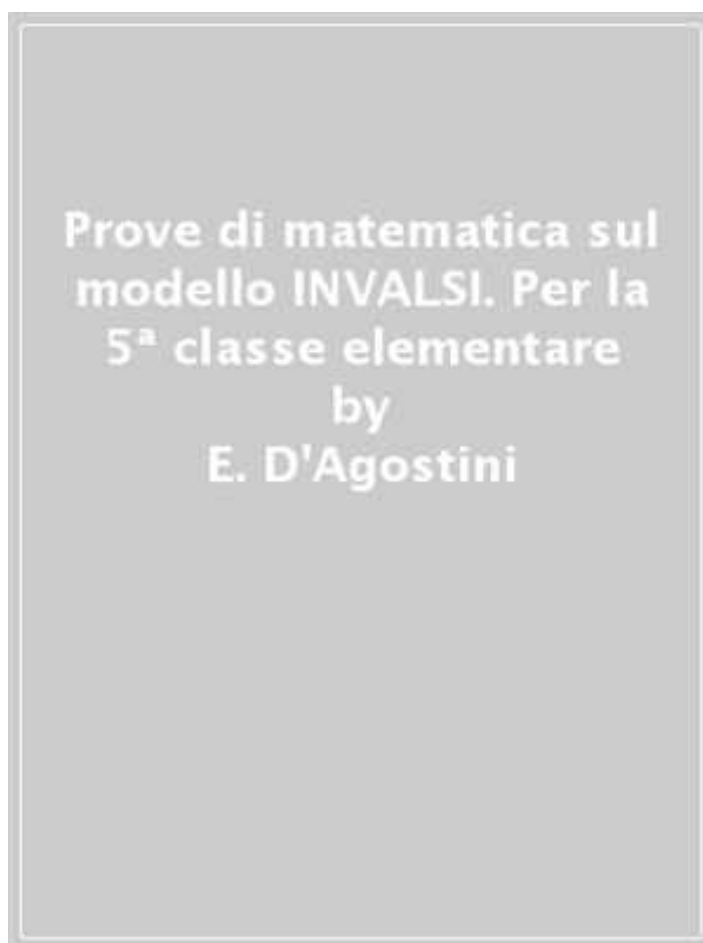 Prove di matematica sul
modello INVALSI. Per la
5ª classe elementare
by
E. D'Agostini